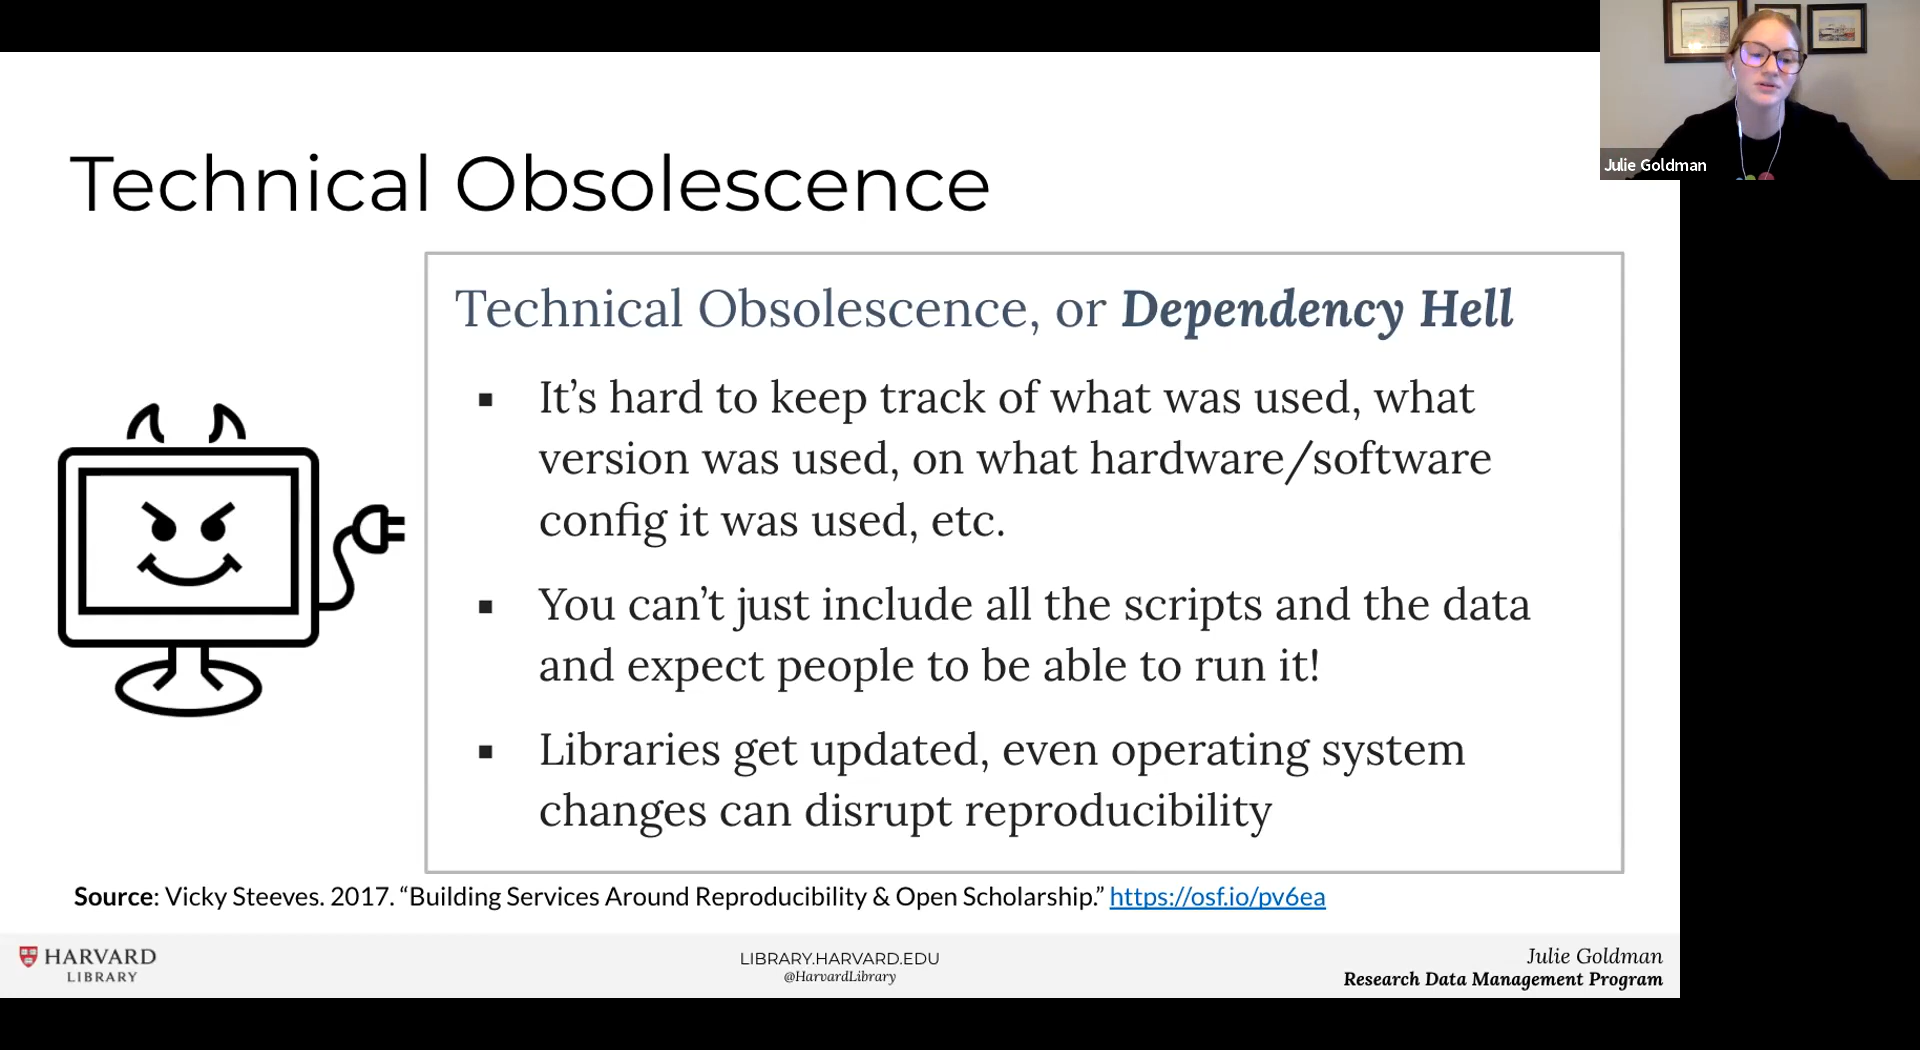 Julie Goldman
Technical Obsolescence
Technical Obsolescence, or Dependency Hell
▪ It’s hard to keep track of what was used, what
version was used, on what hardware/software
config it was used, etc.
▪ You can’t just include all the scripts and the data
and expect people to be able to run it!
▪ Libraries get updated, even operating system
changes can disrupt reproducibility
Source: Vicky Steeves. 2017. “Building Services Around Reproducibility & Open Scholarship.” https://osf.io/pv6ea
HARVARD
LIBRARY
LIBRARY.HARVARD.EDU
@HarvardLibrary
Julie Goldman
Research Data Management Program